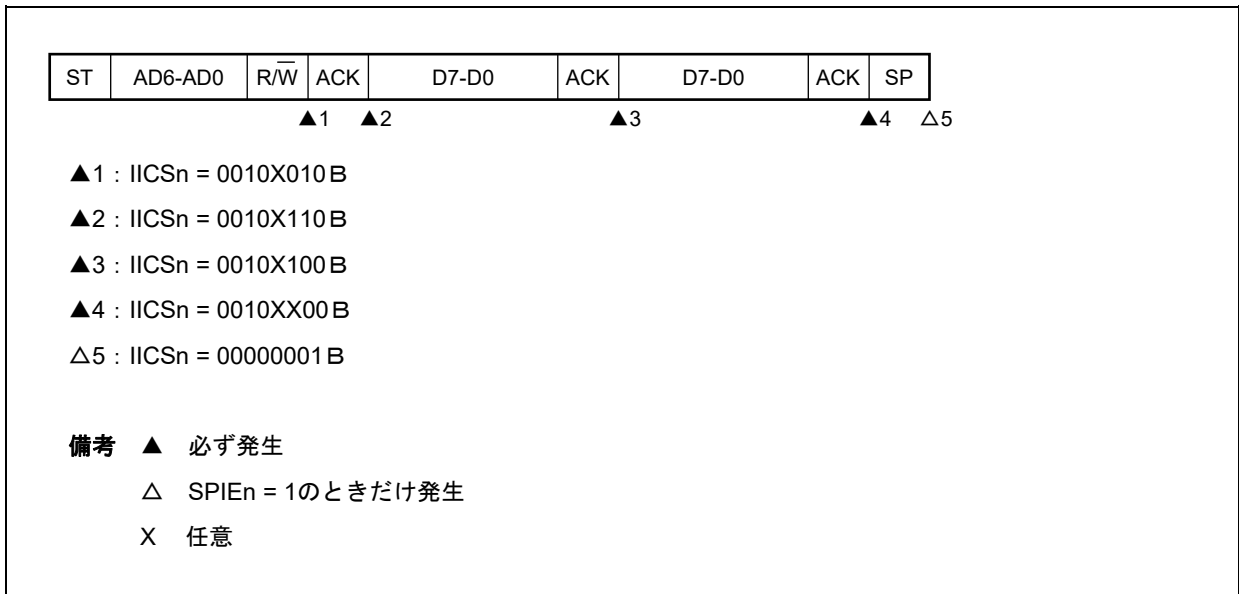 ST AD6-AD0 R/W̅ ACK D7-D0 ACK D7-D0 ACK SP
▲1 ▲2 ▲3 ▲4 △5
▲1：IICSn = 0010X010B
▲2：IICSn = 0010X110B
▲3：IICSn = 0010X100B
▲4：IICSn = 0010XX00B
△5：IICSn = 00000001B
備考 ▲ 必ず発生
△ SPIEn = 1のときだけ発生
X 任意